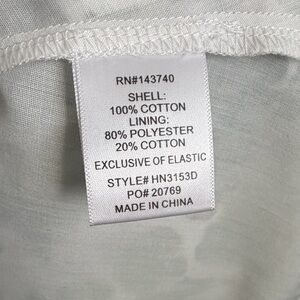 RN#143740
SHELL:
100% COTTON
LINING:
80% POLYESTER
20% COTTON
EXCLUSIVE OF ELASTIC
STYLE# HN3153D
PO# 20769
MADE IN CHINA